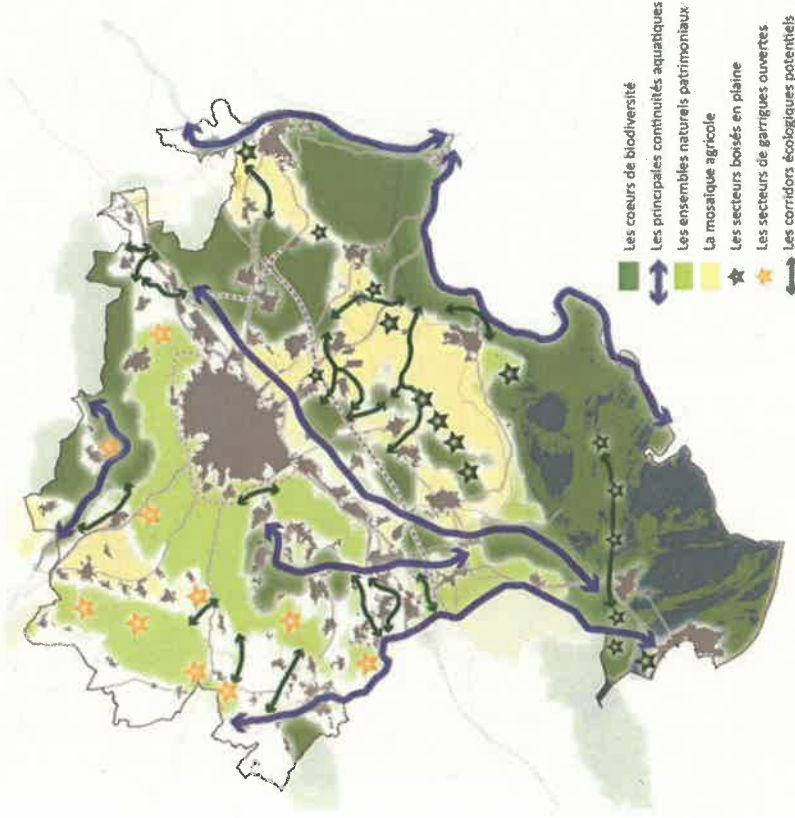 Les coeurs de biodiversité
Les principales continuités aquatiques
Les ensembles naturels patrimoniaux
La mosaïque agricole
Les secteurs boisés en plaine
Les secteurs de garrigues ouvertes
Les corridors écologiques potentiels